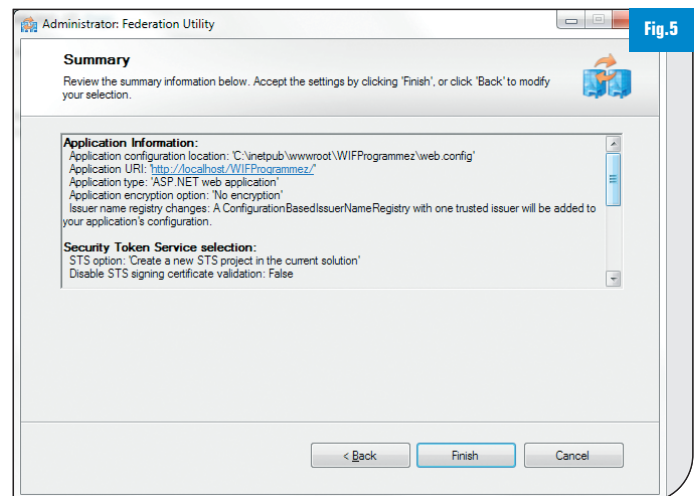 Administrator: Federation Utility
Fig.5
Summary
Review the summary information below. Accept the settings by clicking 'Finish', or click 'Back' to modify
your selection.
Application Information:
Application configuration location: 'C:\inetpub\wwwroot\WIFProgrammez\web.config'
Application URI: 'http://localhost/WIFProgrammez/'
Application type: 'ASP.NET web application'
Application encryption option: 'No encryption'
Issuer name registry changes: A ConfigurationBasedIssuerNameRegistry with one trusted issuer will be added to
your application's configuration.
Security Token Service selection:
STS option: 'Create a new STS project in the current solution'
Disable STS signing certificate validation: False
< Back
Finish
Cancel